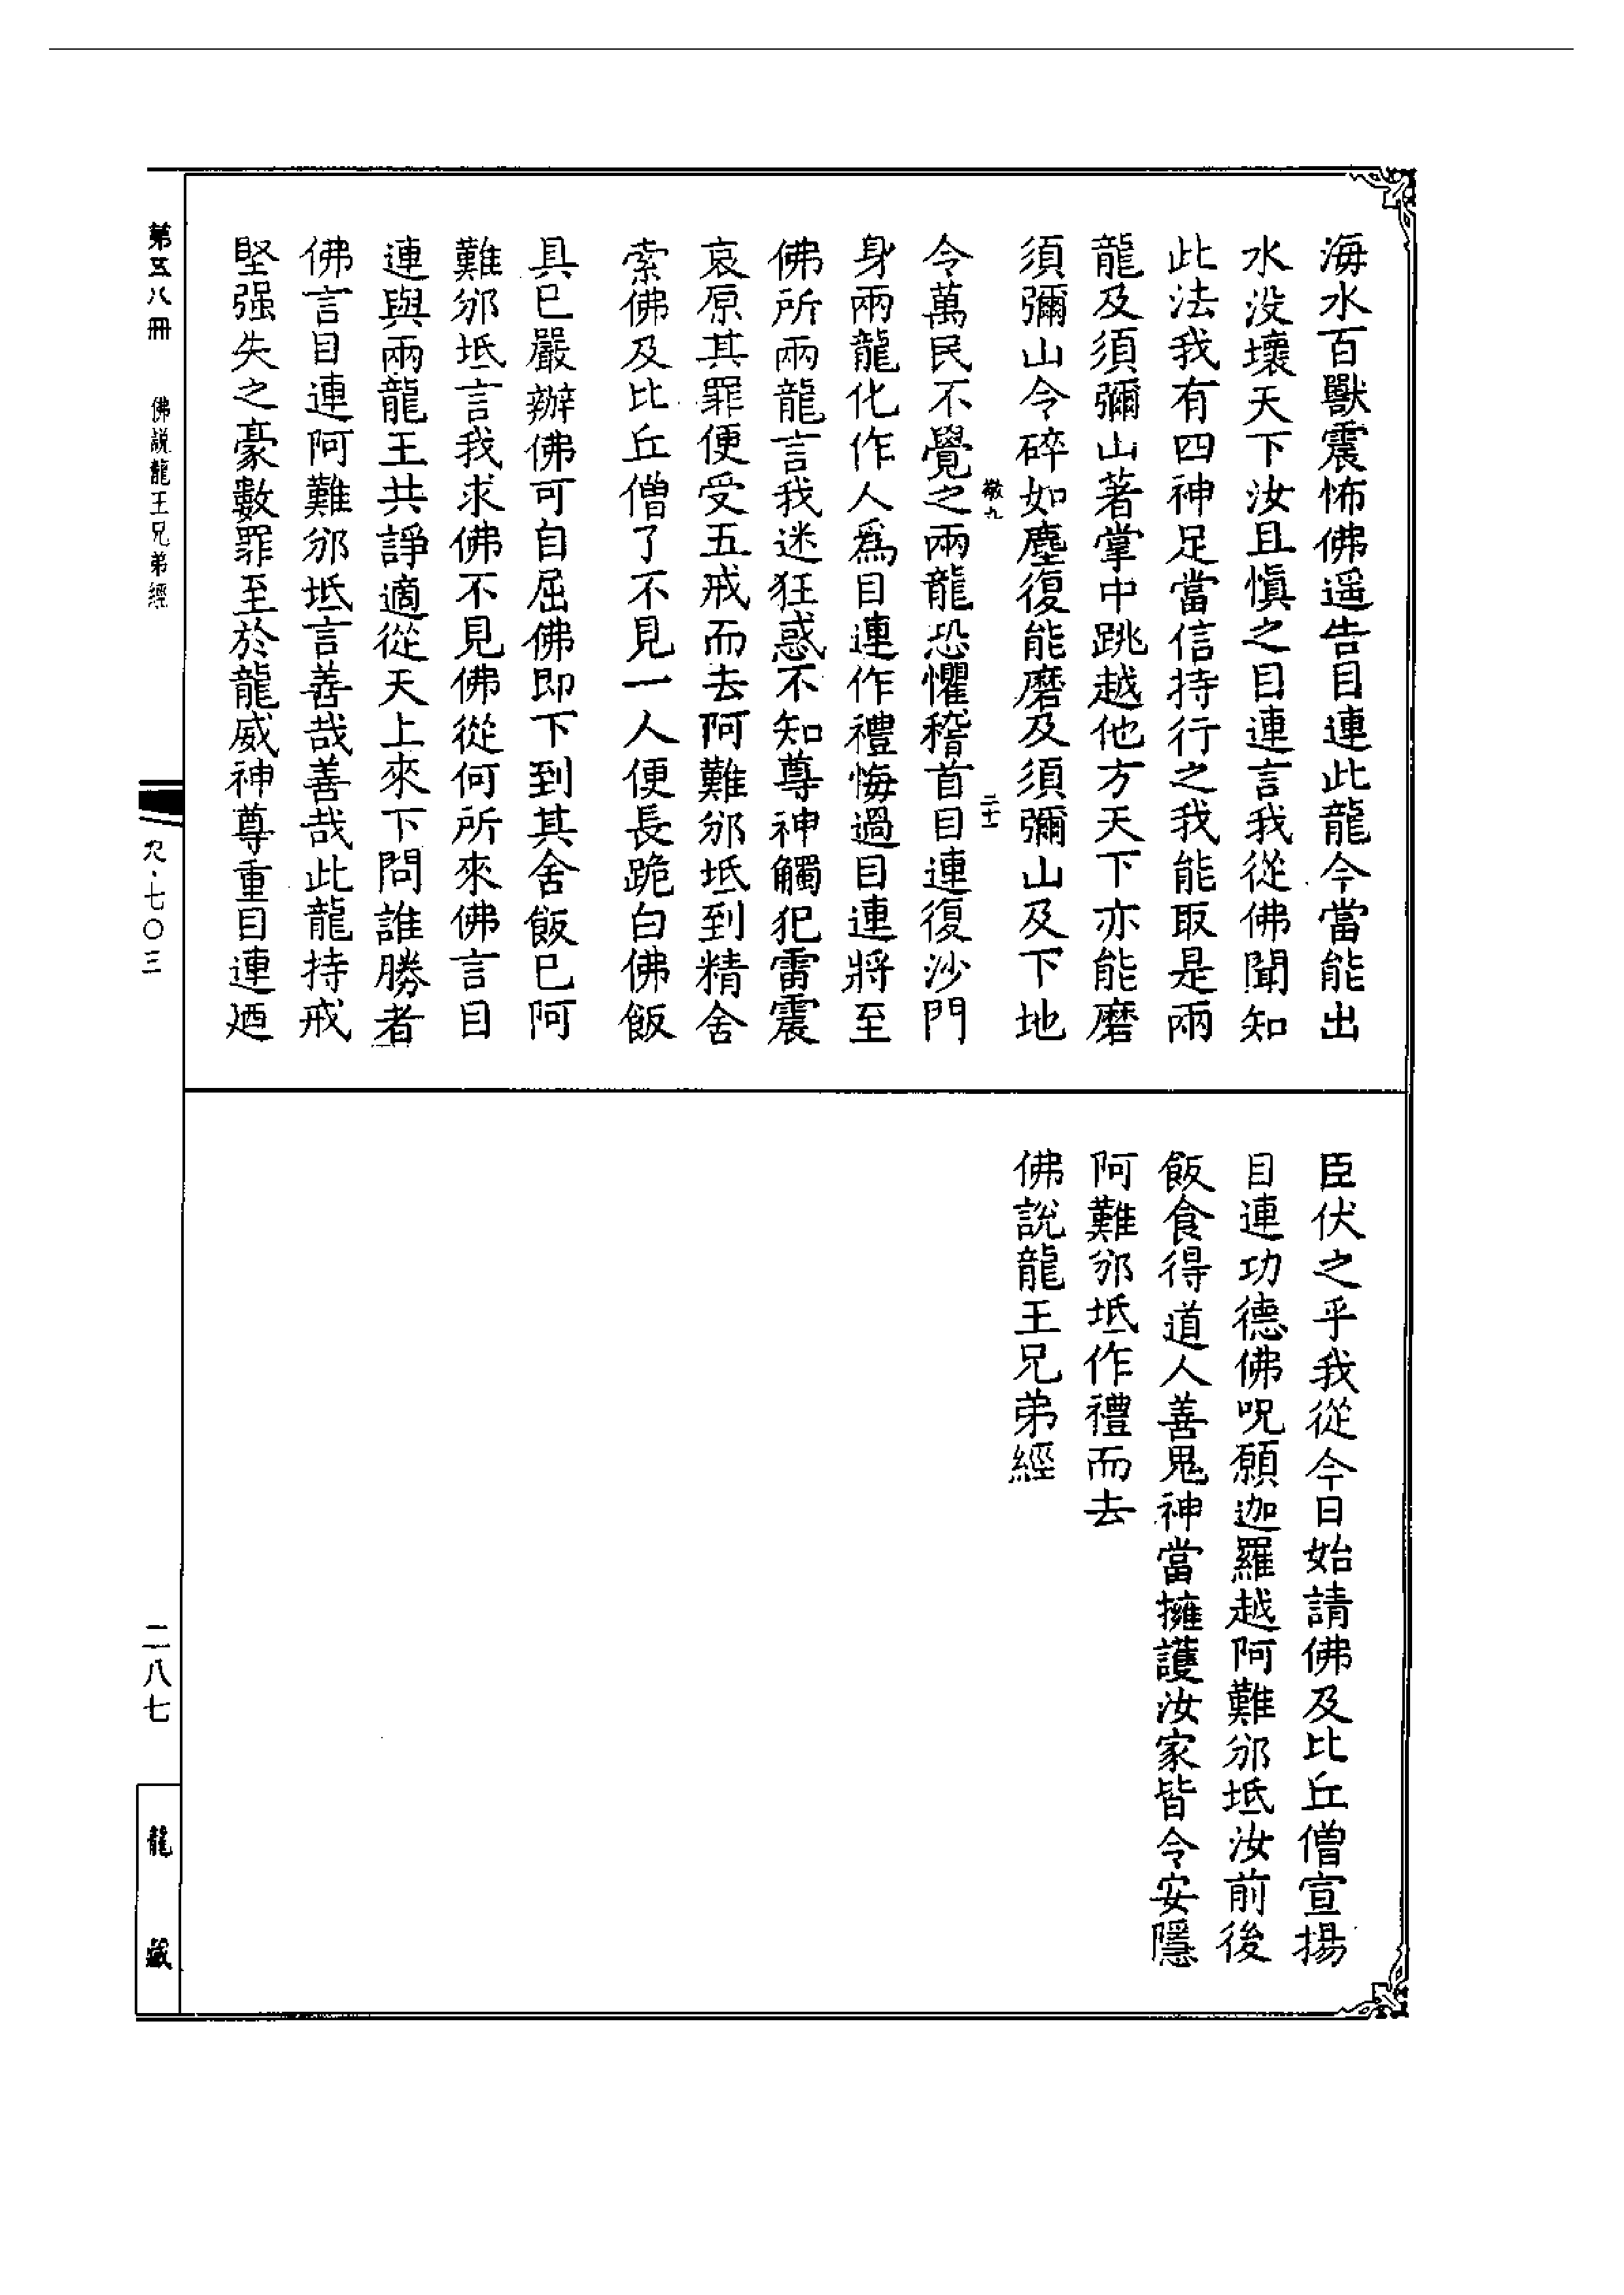 海水百獸震怖佛遥告目連此龍今當能出
水没壞天下汝且慎之目連言我從佛聞知
此法我有四神足當信持行之我能取是兩
龍及須彌山著掌中跳越他方天下亦能磨
須彌山令碎如塵復能磨及須彌山及下地
敬九
二十一
令萬民不覺之兩龍恐懼稽首目連復沙門
身兩龍化作人爲目連作禮悔過目連將至
佛所兩龍言我迷狂惑不知尊神觸犯雷震
哀原其罪便受五戒而去阿難邠坻到精舍
索佛及比丘僧了不見一人便長跪白佛飯
具已嚴辦佛可自屈佛即下到其舍飯已阿
難邠坻言我求佛不見佛從何所來佛言目
連與兩龍王共諍適從天上來下問誰勝者
佛言目連阿難邠坻言善哉善哉此龍持戒
堅强失之豪數罪至於龍威神尊重目連廼
臣伏之乎我從今日始請佛及比丘僧宣揚
目連功德佛呪願迦羅越阿難邠坻汝前後
飯食得道人善鬼神當擁護汝家皆令安隱
阿難邠坻作禮而去
佛說龍王兄弟經
第五八冊
佛説龍王兄弟經
七〇三
二八七
龍藏